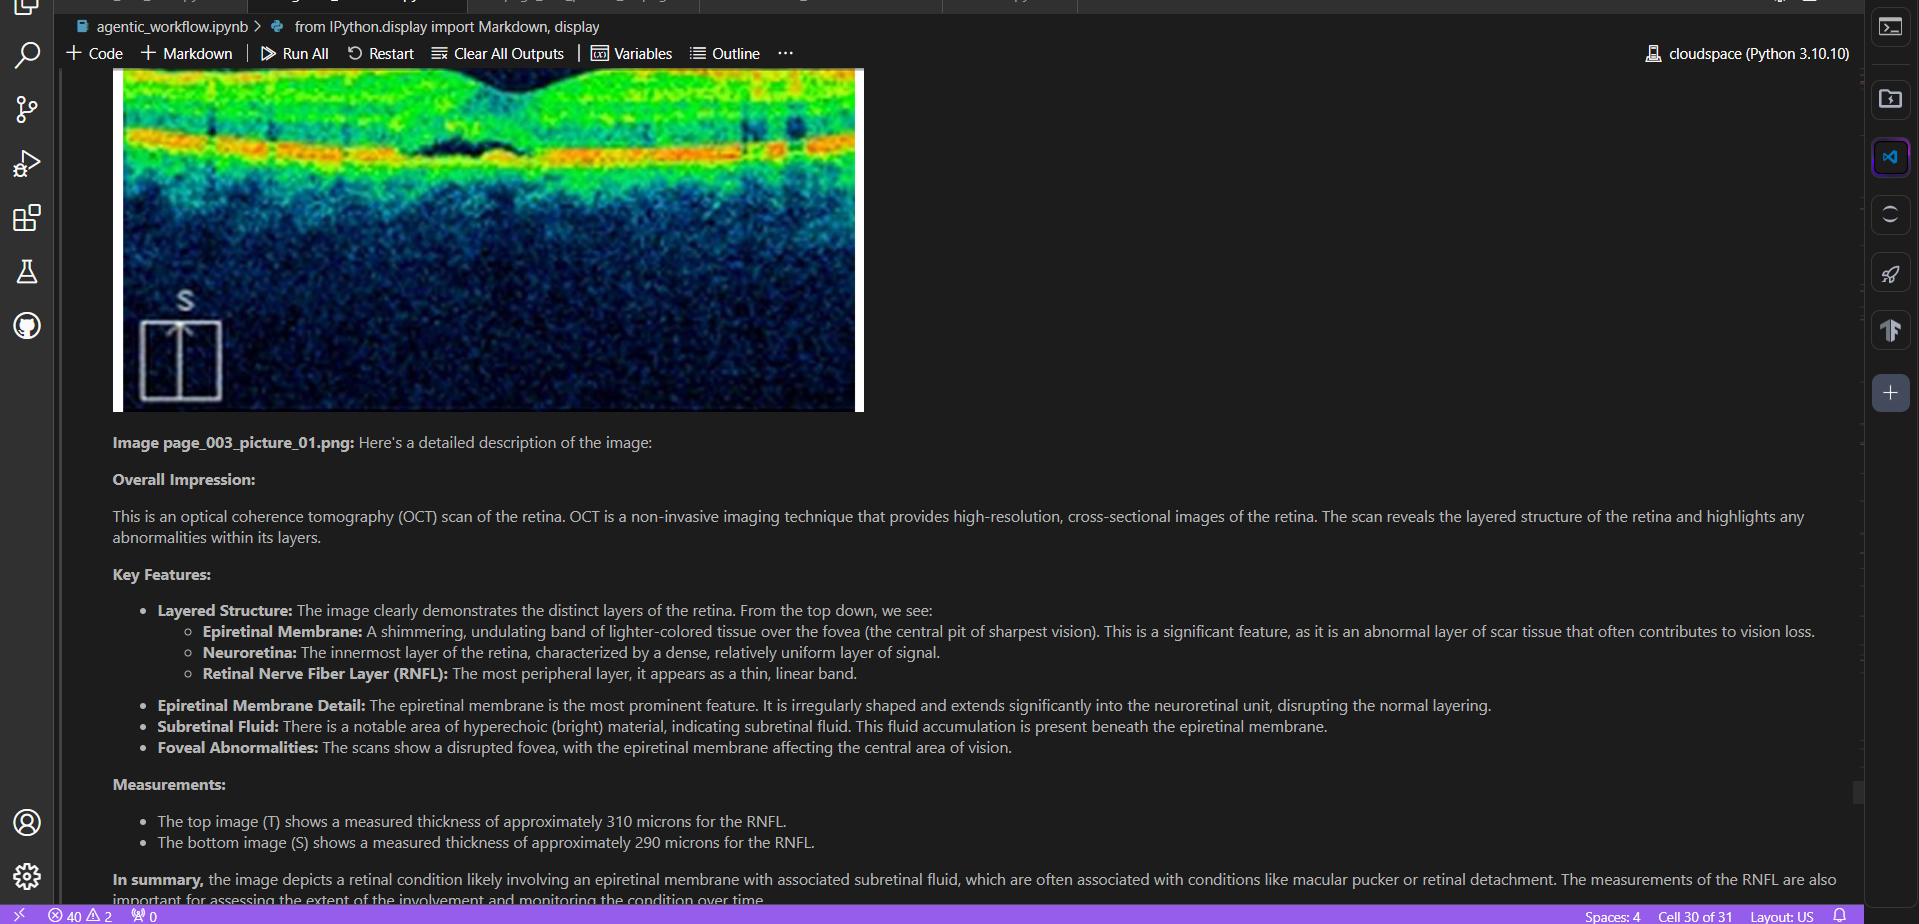 agentic_workflow.ipynb > from IPython.display import Markdown, display
+ Code + Markdown | Run All Restart Clear All Outputs | Variables Outline ...
cloudspace (Python 3.10.10)
S
Image page_003_picture_01.png: Here's a detailed description of the image:
Overall Impression:
This is an optical coherence tomography (OCT) scan of the retina. OCT is a non-invasive imaging technique that provides high-resolution, cross-sectional images of the retina. The scan reveals the layered structure of the retina and highlights any
abnormalities within its layers.
Key Features:
• Layered Structure: The image clearly demonstrates the distinct layers of the retina. From the top down, we see:
◦ Epiretinal Membrane: A shimmering, undulating band of lighter-colored tissue over the fovea (the central pit of sharpest vision). This is a significant feature, as it is an abnormal layer of scar tissue that often contributes to vision loss.
◦ Neuroretina: The innermost layer of the retina, characterized by a dense, relatively uniform layer of signal.
◦ Retinal Nerve Fiber Layer (RNFL): The most peripheral layer, it appears as a thin, linear band.
• Epiretinal Membrane Detail: The epiretinal membrane is the most prominent feature. It is irregularly shaped and extends significantly into the neuroretinal unit, disrupting the normal layering.
• Subretinal Fluid: There is a notable area of hyperechoic (bright) material, indicating subretinal fluid. This fluid accumulation is present beneath the epiretinal membrane.
• Foveal Abnormalities: The scans show a disrupted fovea, with the epiretinal membrane affecting the central area of vision.
Measurements:
• The top image (T) shows a measured thickness of approximately 310 microns for the RNFL.
• The bottom image (S) shows a measured thickness of approximately 290 microns for the RNFL.
In summary, the image depicts a retinal condition likely involving an epiretinal membrane with associated subretinal fluid, which are often associated with conditions like macular pucker or retinal detachment. The measurements of the RNFL are also
important for assessing the extent of the involvement and monitoring the condition over time
40 2 0
Spaces: 4 Cell 30 of 31 Layout: US